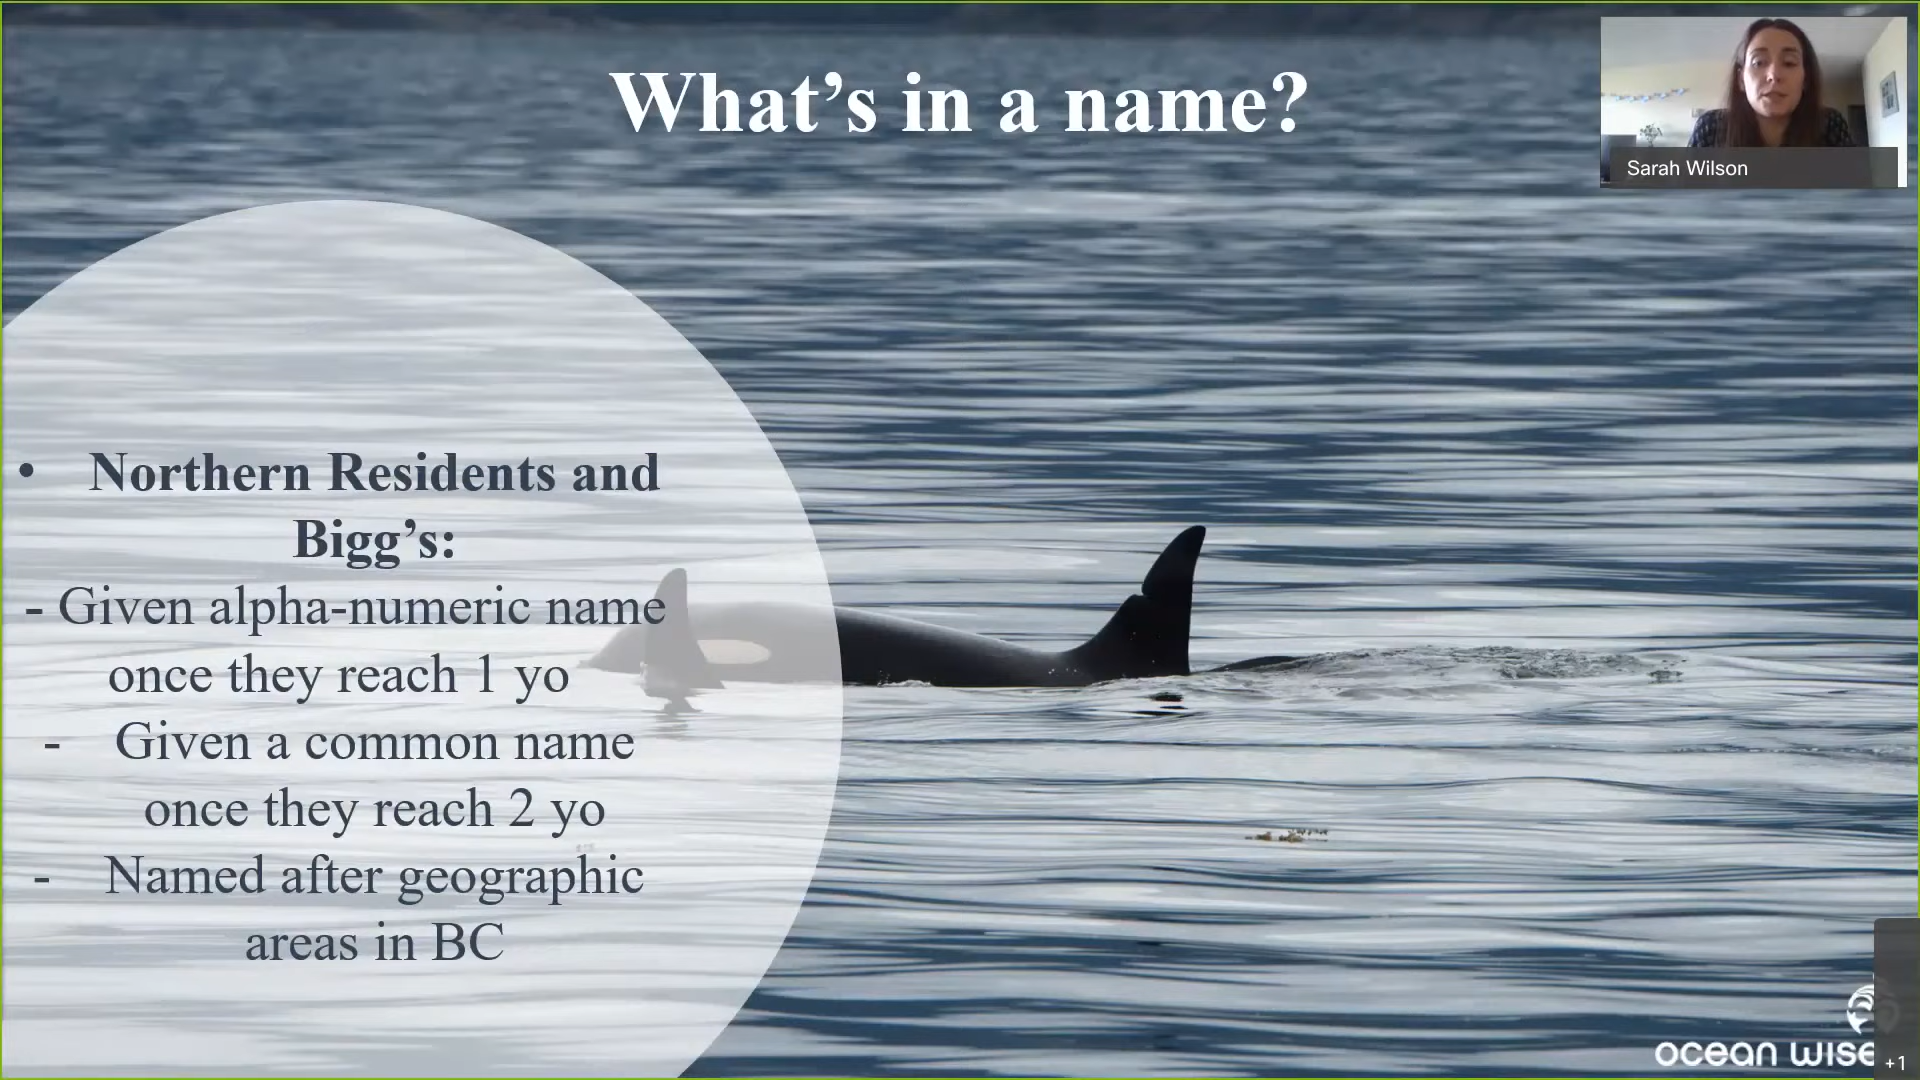 What's in a name?
Sarah Wilson
• Northern Residents and
Bigg's:
- Given alpha-numeric name
once they reach 1 yo
- Given a common name
once they reach 2 yo
- Named after geographic
areas in BC
ocean wise
+1